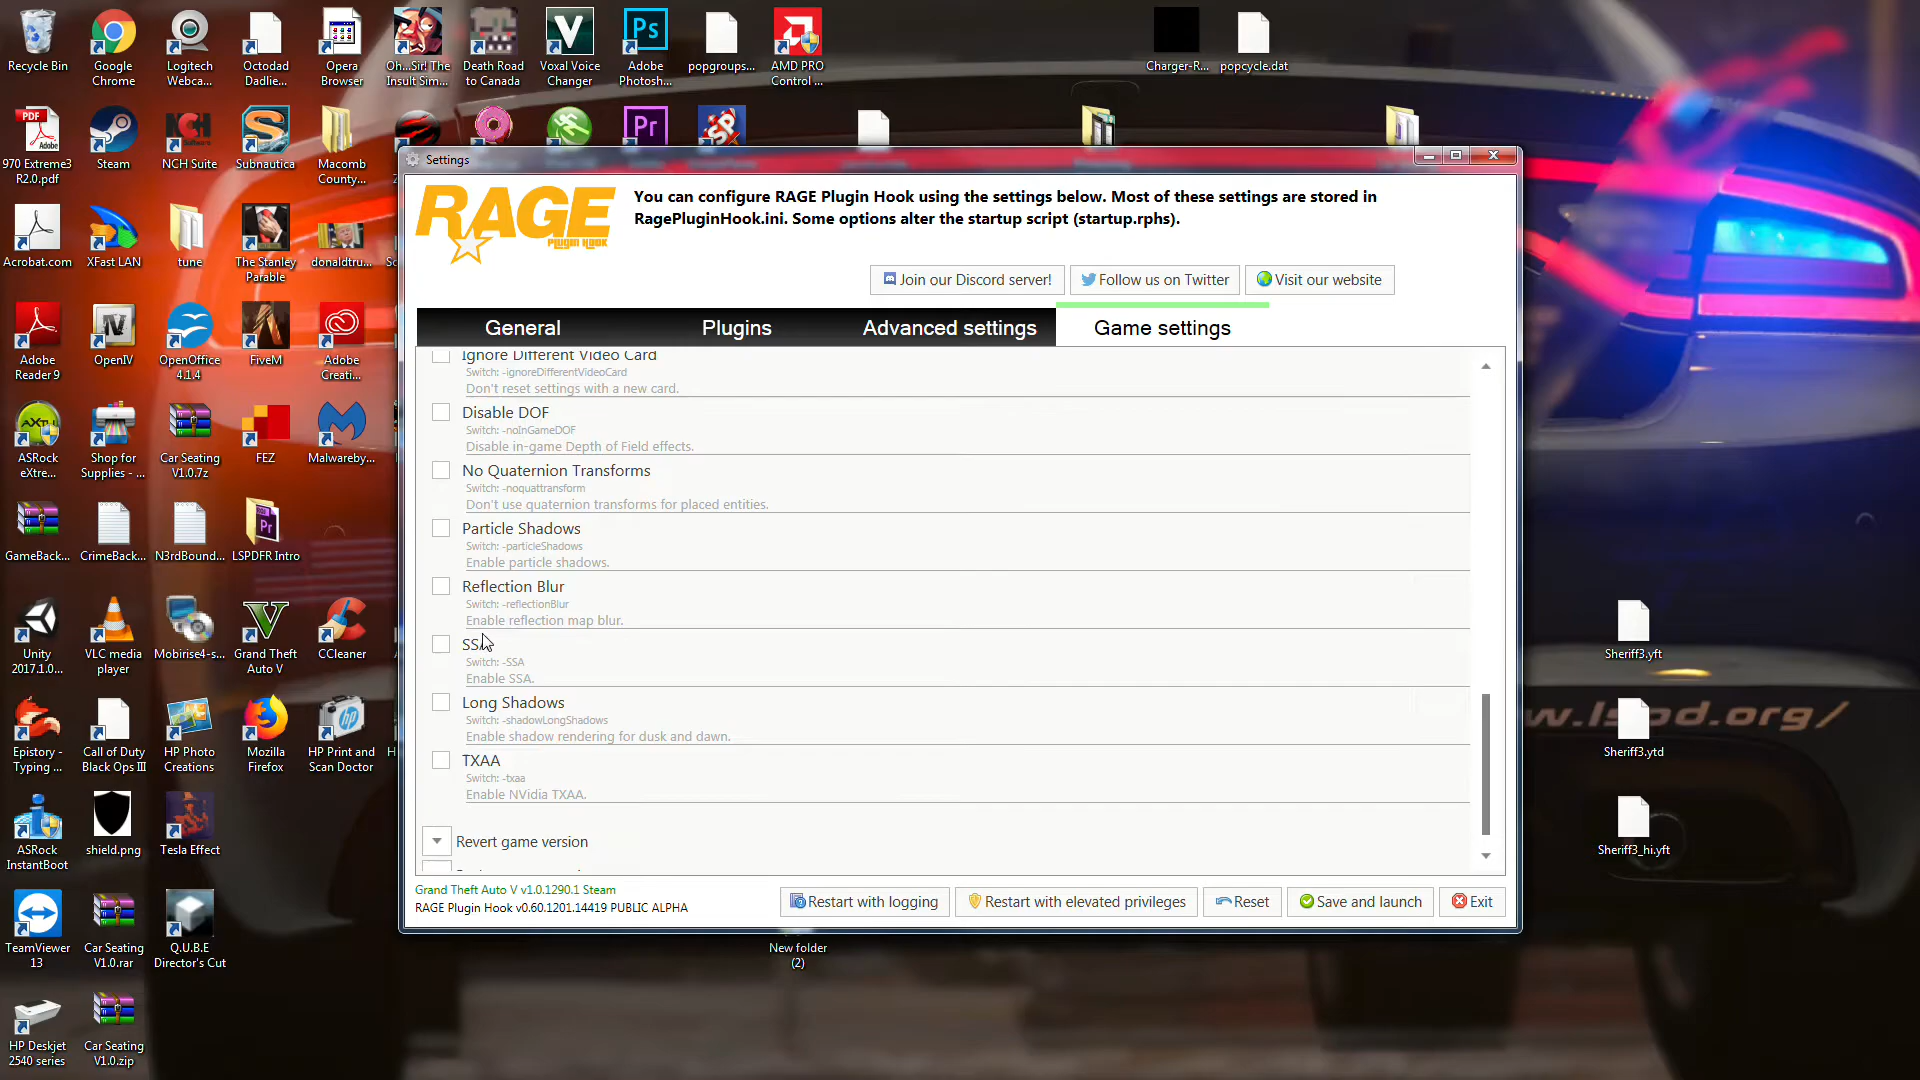 Recycle Bin
Google
Chrome
Logitech
Webca...
Octodad
Dadlie...
Opera
Browser
Oh...Sir! The
Insult Sim...
Death Road
to Canada
Voxal Voice
Changer
Adobe
Photosh...
popgroups...
AMD PRO
Control ...
Charger-R...
popcycle.dat
970 Extreme3
R2.0.pdf
Steam
NCH Suite
Subnautica
Macomb
County...
Acrobat.com
XFast LAN
tune
The Stanley
Parable
donaldtru...
Adobe
Reader 9
OpenIV
OpenOffice
4.1.4
FiveM
Adobe
Creati...
ASRock
eXtre...
Shop for
Supplies - ...
Car Seating
V1.0.7z
FEZ
Malwareby...
GameBack...
CrimeBack...
N3rdBound...
LSPDFR Intro
Unity
2017.1.0...
VLC media
player
Mobirise4-s...
Grand Theft
Auto V
CCleaner
Epistory -
Typing ...
Call of Duty
Black Ops III
HP Photo
Creations
Mozilla
Firefox
HP Print and
Scan Doctor
ASRock
InstantBoot
shield.png
Tesla Effect
TeamViewer
13
Car Seating
V1.0.rar
Q.U.B.E
Director's Cut
HP Deskjet
2540 series
Car Seating
V1.0.zip
Settings
RAGE
PLUGIN HOOK
You can configure RAGE Plugin Hook using the settings below. Most of these settings are stored in
RagePluginHook.ini. Some options alter the startup script (startup.rphs).
Join our Discord server!
Follow us on Twitter
Visit our website
General
Plugins
Advanced settings
Game settings
Ignore Different Video Card
Switch: -ignoreDifferentVideoCard
Don't reset settings with a new card.
Disable DOF
Switch: -noInGameDOF
Disable in-game Depth of Field effects.
No Quaternion Transforms
Switch: -noquattransform
Don't use quaternion transforms for placed entities.
Particle Shadows
Switch: -particleShadows
Enable particle shadows.
Reflection Blur
Switch: -reflectionBlur
Enable reflection map blur.
SSA
Switch: -SSA
Enable SSA.
Long Shadows
Switch: -shadowLongShadows
Enable shadow rendering for dusk and dawn.
TXAA
Switch: -txaa
Enable NVidia TXAA.
Revert game version
Grand Theft Auto V v1.0.1290.1 Steam
RAGE Plugin Hook v0.60.1201.14419 PUBLIC ALPHA
Restart with logging
Restart with elevated privileges
Reset
Save and launch
Exit
New folder
(2)
Sheriff3.yft
Sheriff3.ytd
Sheriff3_hi.yft
w.lspd.org/